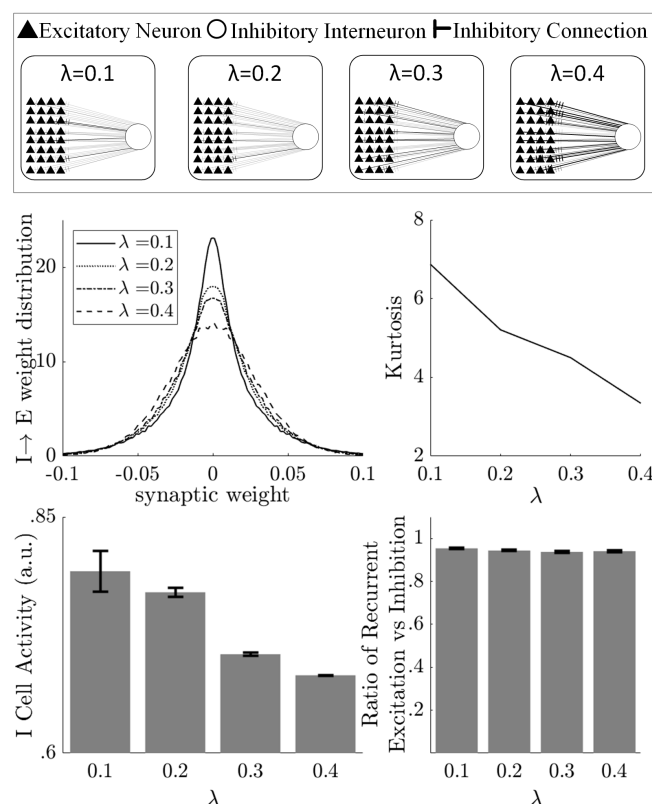 Excitatory Neuron Inhibitory Interneuron Inhibitory Connection
λ=0.1 λ=0.2 λ=0.3 λ=0.4
I→ E weight distribution
20
10
0
λ =0.1
λ =0.2
λ =0.3
λ =0.4
-0.1 -0.05 0 0.05 0.1
synaptic weight
Kurtosis
8
6
4
2
0.1 0.2 0.3 0.4
λ
I Cell Activity (a.u.)
.85
.6
0.1 0.2 0.3 0.4
λ
Ratio of Recurrent
Excitation vs Inhibition
1
.8
.6
.4
.2
0.1 0.2 0.3 0.4
λ